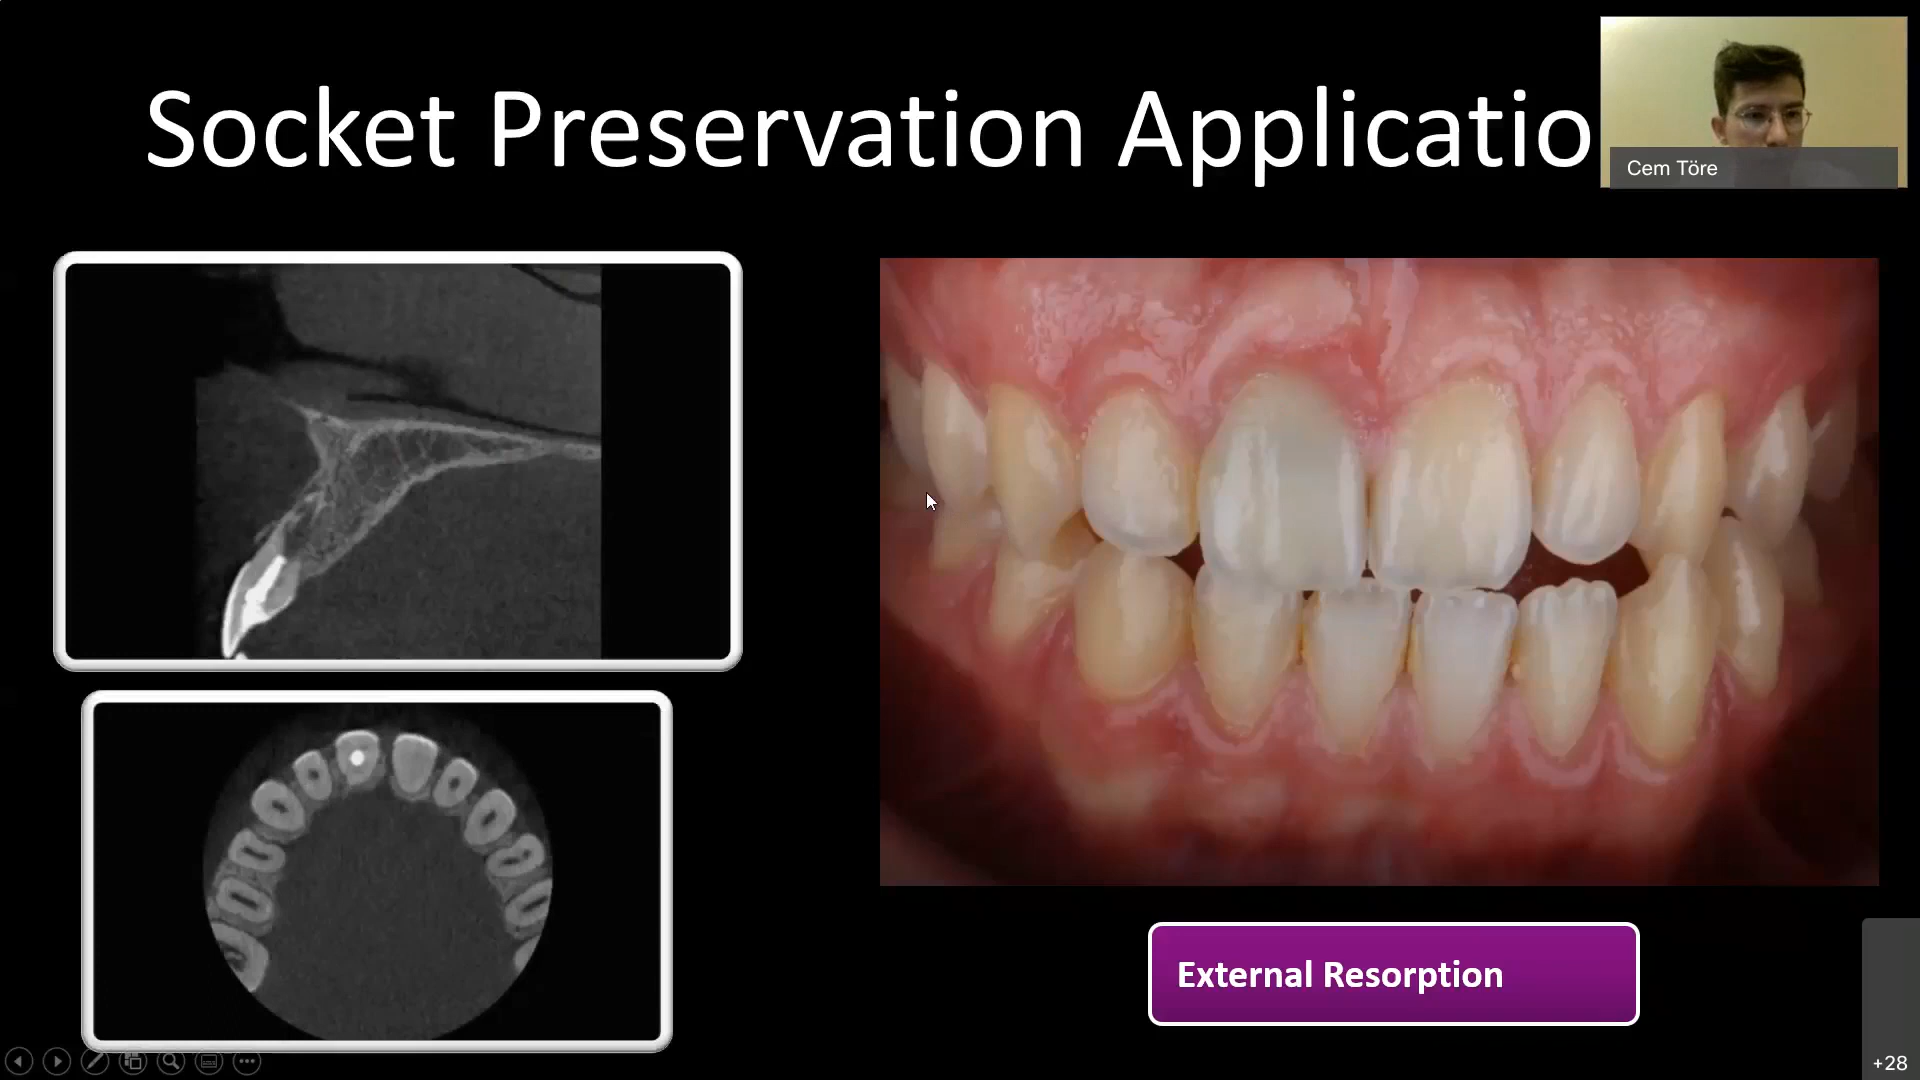 Socket Preservation Applicatio
Cem Töre
External Resorption
+28